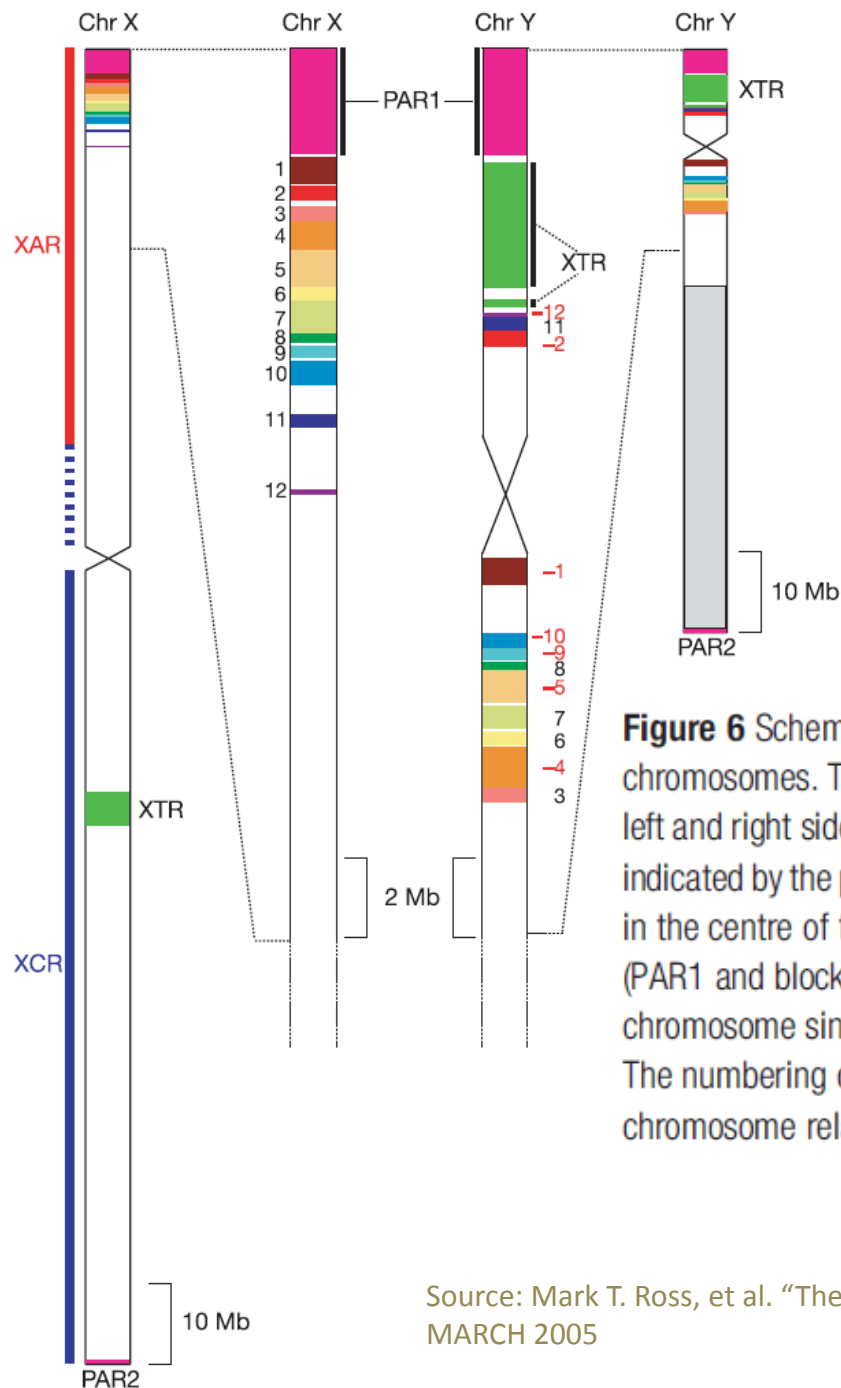 Chr X
Chr X
Chr Y
Chr Y
XAR
XCR
XTR
10 Mb
PAR2
PAR1
1
2
3
4
5
6
7
8
9
10
11
12
2 Mb
XTR
–12
11
–2
–1
–10
–9
8
–5
7
6
–4
3
XTR
10 Mb
PAR2
Figure 6 Schem
chromosomes. T
left and right side
indicated by the
in the centre of
(PAR1 and block
chromosome sin
The numbering
chromosome rel
Source: Mark T. Ross, et al. “The
MARCH 2005